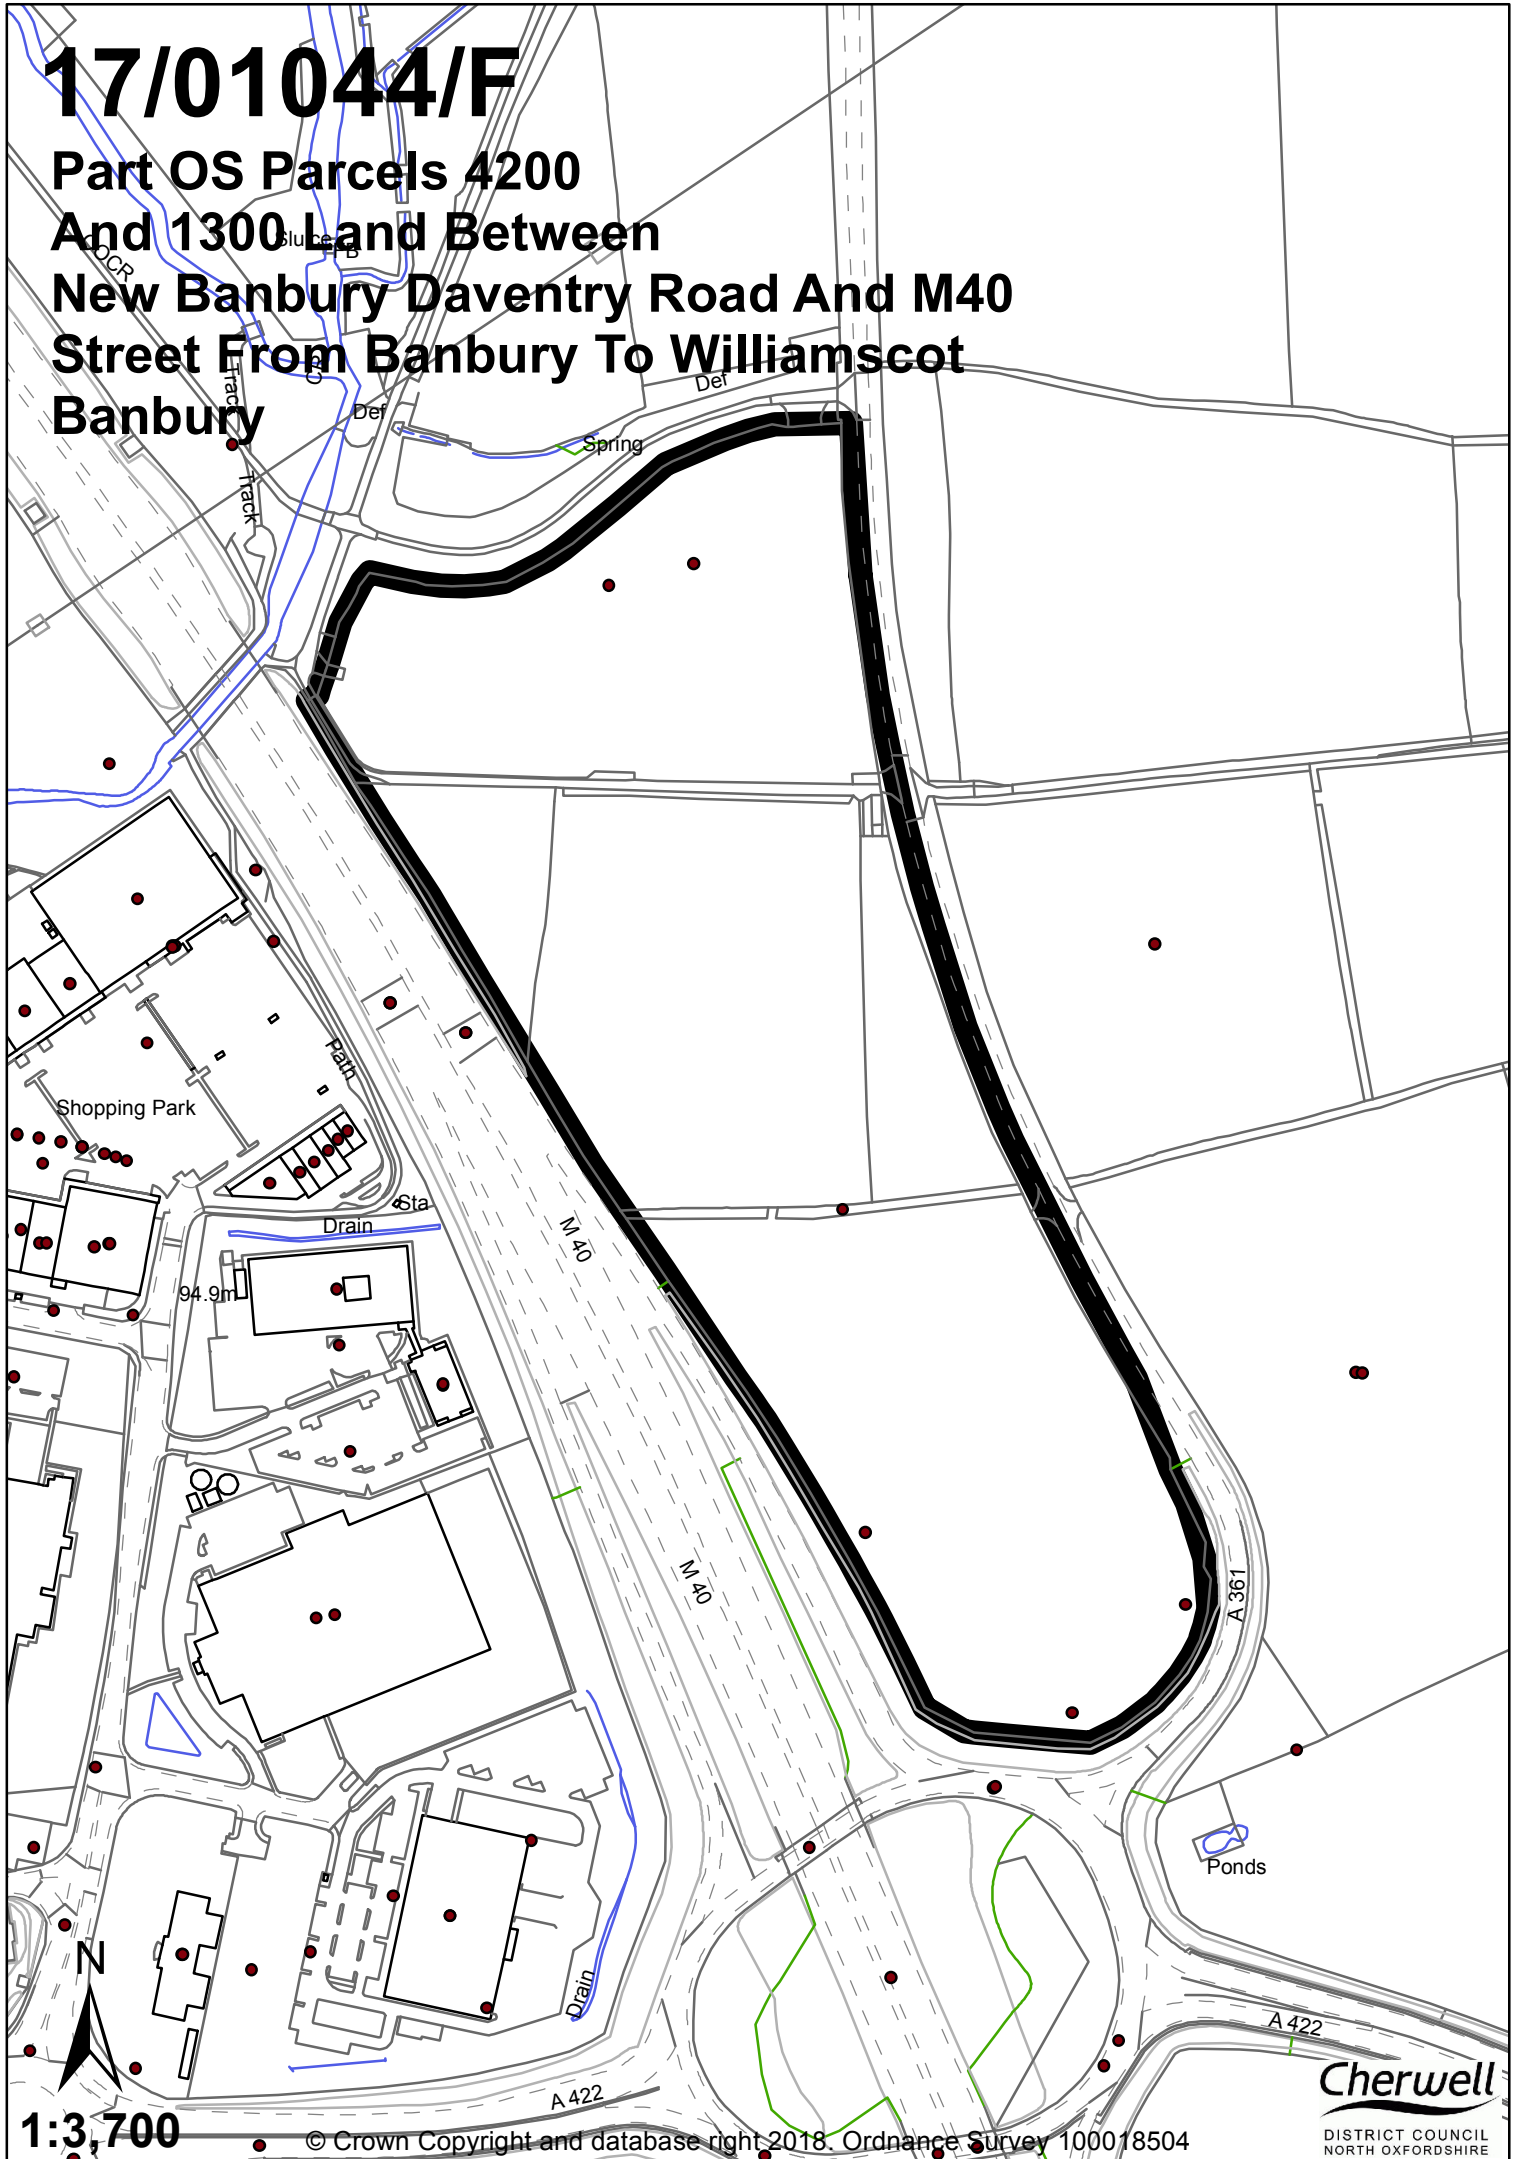 17/01044/F
Part OS Parcels 4200
And 1300 Land Between
New Banbury Daventry Road And M40
Street From Banbury To Williamscot
Banbury
Sluice
FB
COCR
Track
Def
Def
Spring
Track
Path
Shopping Park
Sta
Drain
M 40
94.9m
M 40
A 361
Ponds
N
Drain
A 422
A 422
1:3,700
© Crown Copyright and database right 2018. Ordnance Survey 100018504
Cherwell
DISTRICT COUNCIL
NORTH OXFORDSHIRE